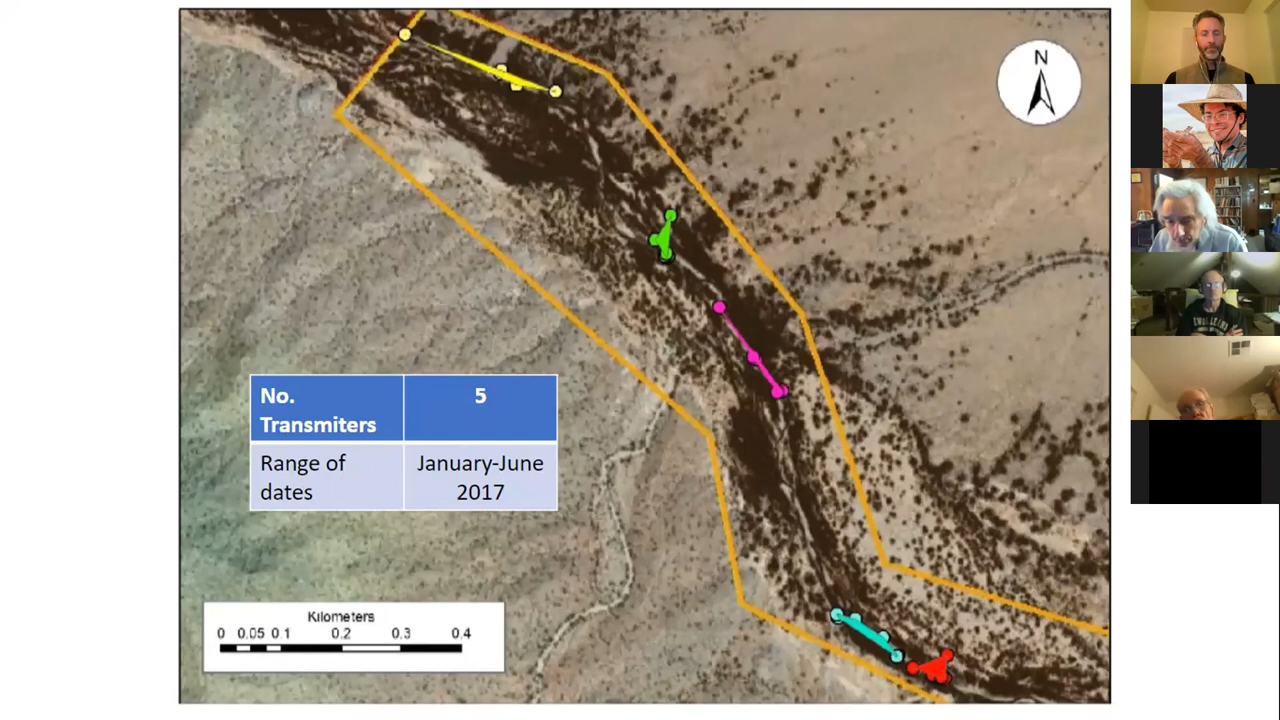 N
No. 5
Transmiters
Range of January-June
dates 2017
Kilometers
0 0.05 0.1 0.2 0.3 0.4